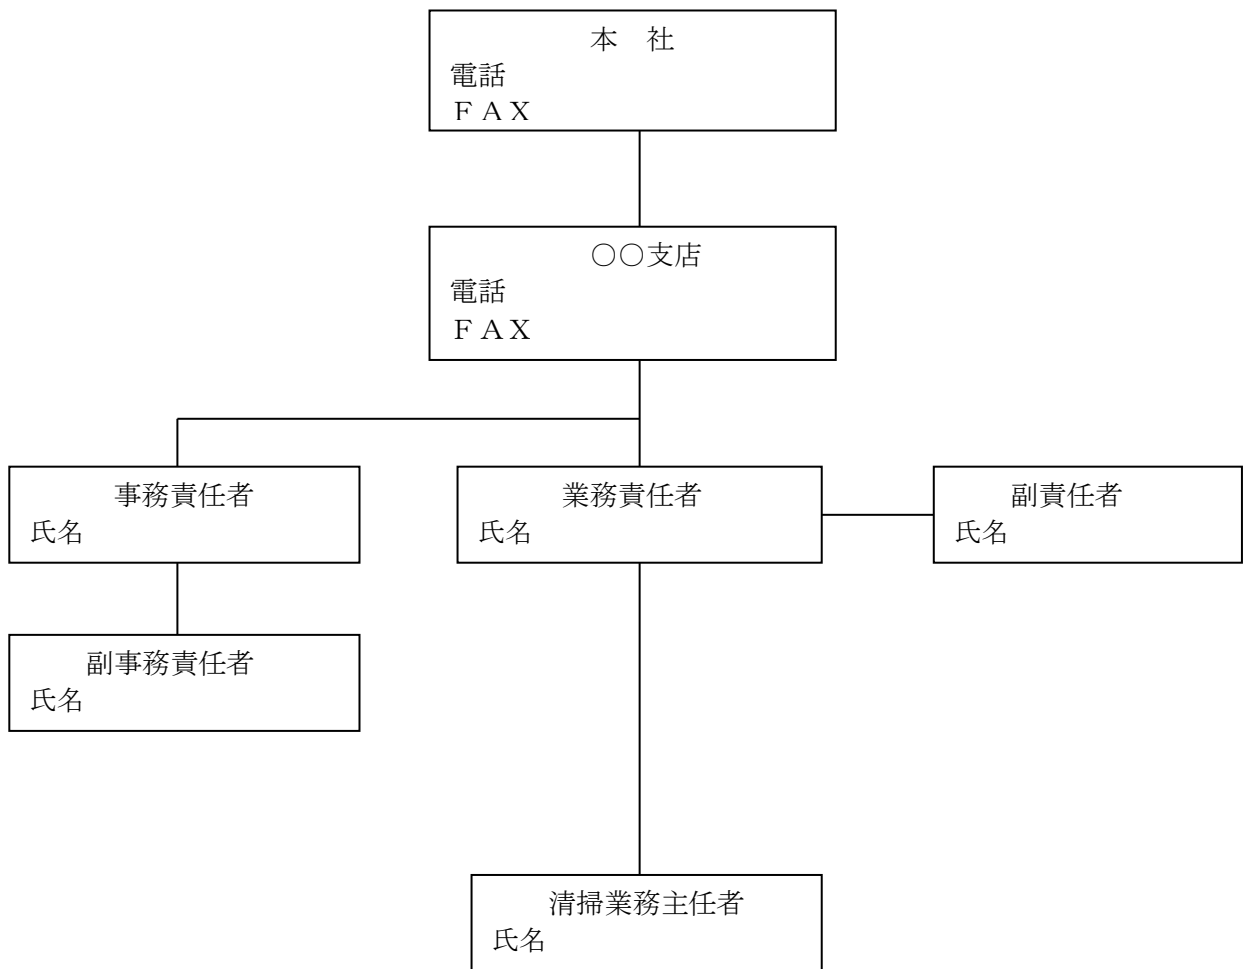 本　社
電話
ＦＡＸ
○○支店
電話
ＦＡＸ
事務責任者
氏名
業務責任者
氏名
副責任者
氏名
副事務責任者
氏名
清掃業務主任者
氏名